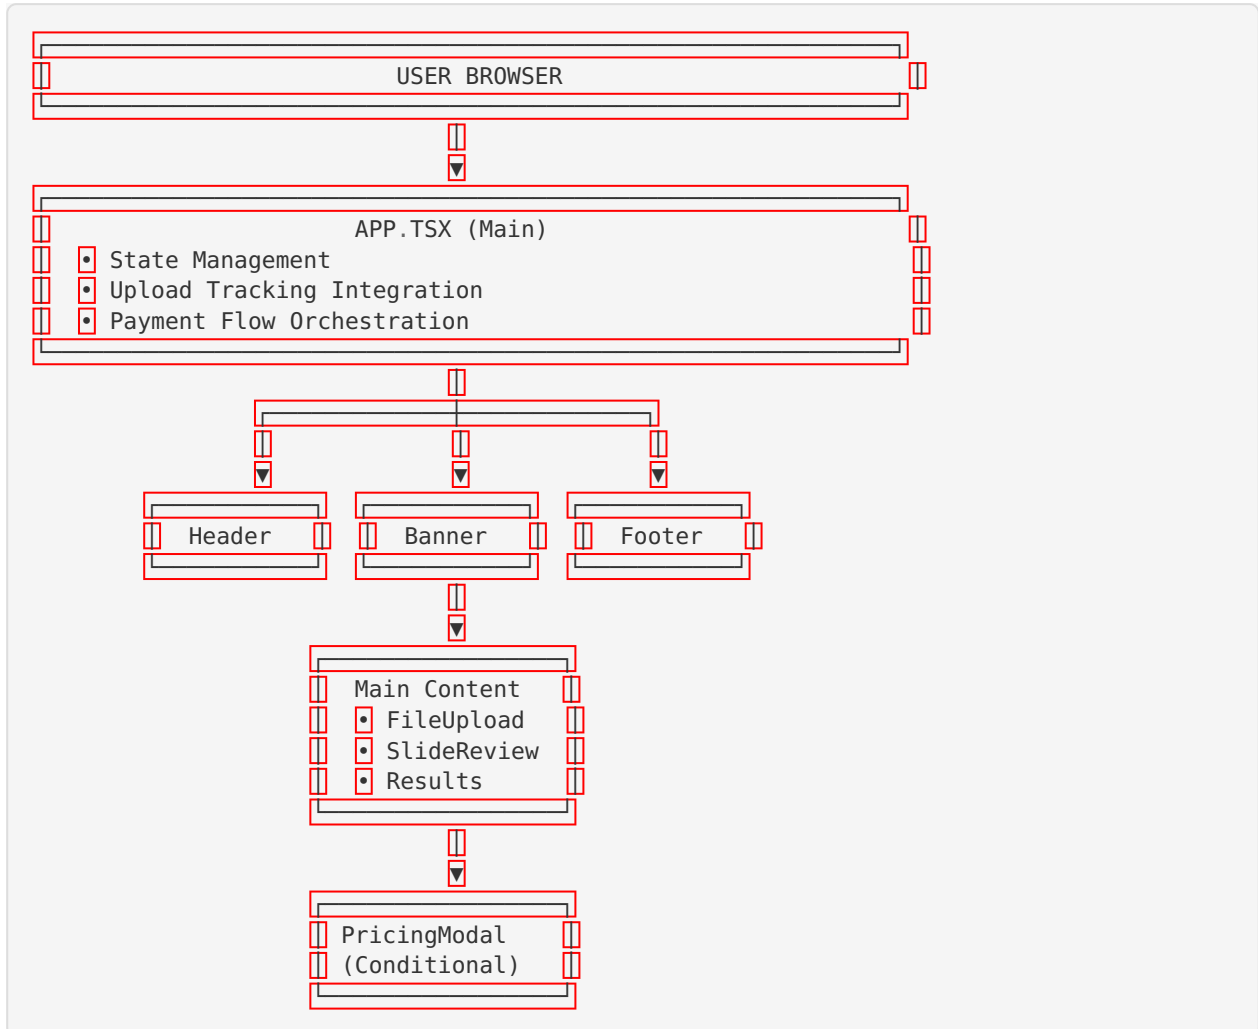 USER BROWSER
▼
APP.TSX (Main)
• State Management
• Upload Tracking Integration
• Payment Flow Orchestration
▼ ▼ ▼
Header Banner Footer
▼
Main Content
• FileUpload
• SlideReview
• Results
▼
PricingModal
(Conditional)